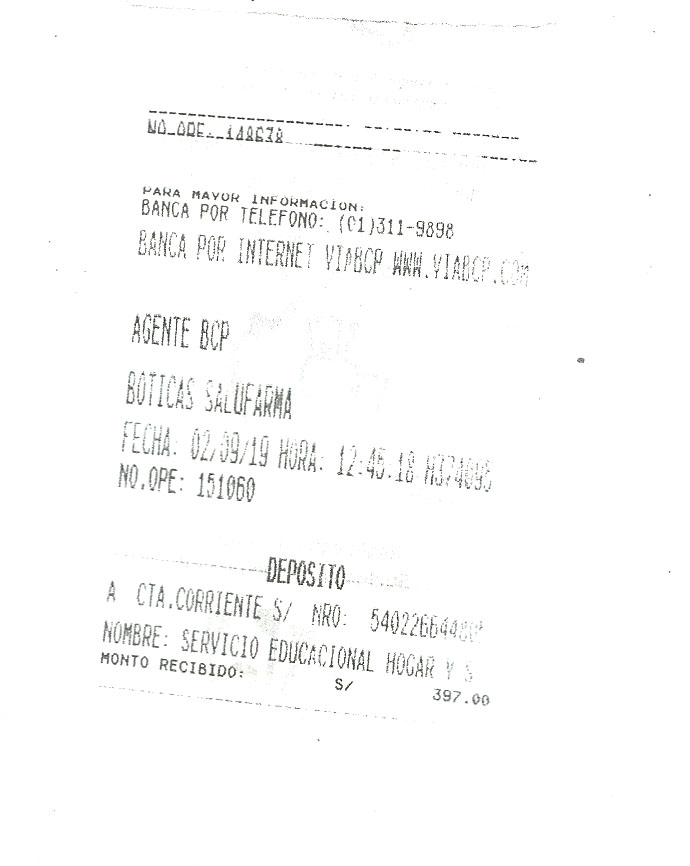 NO.OPE.
PARA MAYOR INFORMACION:
BANCA POR TELEFONO: (01)311-9898
BANCA POR INTERNET VIABCP WWW.VIABCP.COM
AGENTE BCP
BOTICAS SALUFARMA
FECHA: 02/09/19 HORA: 12:45:18
NO.OPE: 151060
DEPOSITO
A CTA.CORRIENTE S/ NRO:
NOMBRE: SERVICIO EDUCACIONAL HOGAR Y S
MONTO RECIBIDO: S/ 397.00